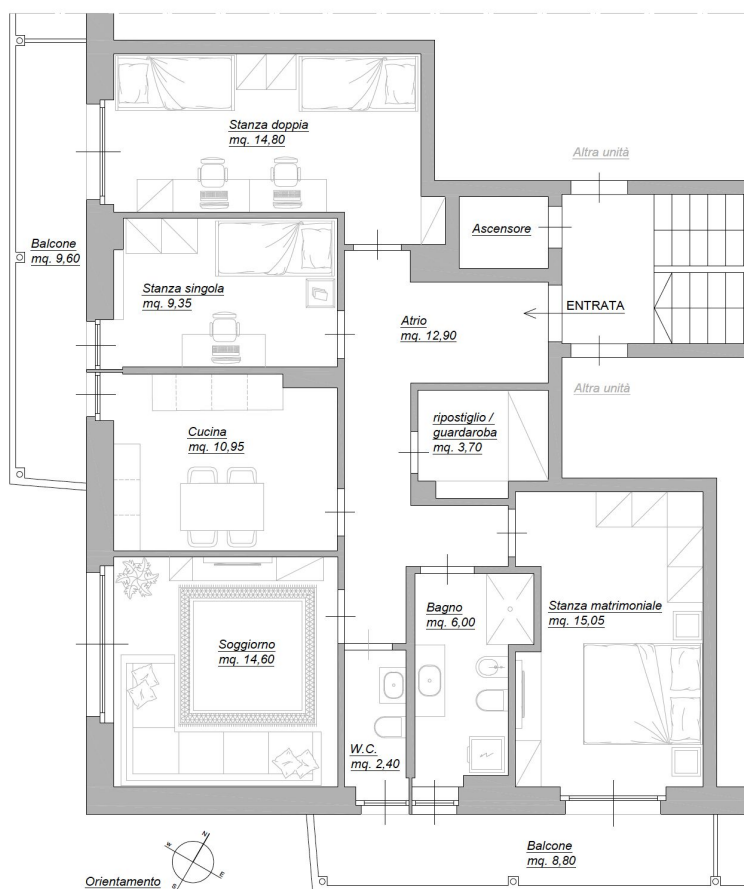 Stanza doppia
mq. 14,80
Altra unità
Ascensore
Balcone
mq. 9,60
Stanza singola
mq. 9,35
ENTRATA
Atrio
mq. 12,90
Altra unità
ripostiglio /
guardaroba
mq. 3,70
Cucina
mq. 10,95
Bagno
mq. 6,00
Stanza matrimoniale
mq. 15,05
Soggiorno
mq. 14,60
W.C.
mq. 2,40
Balcone
mq. 8,80
Orientamento
N
W
E
S